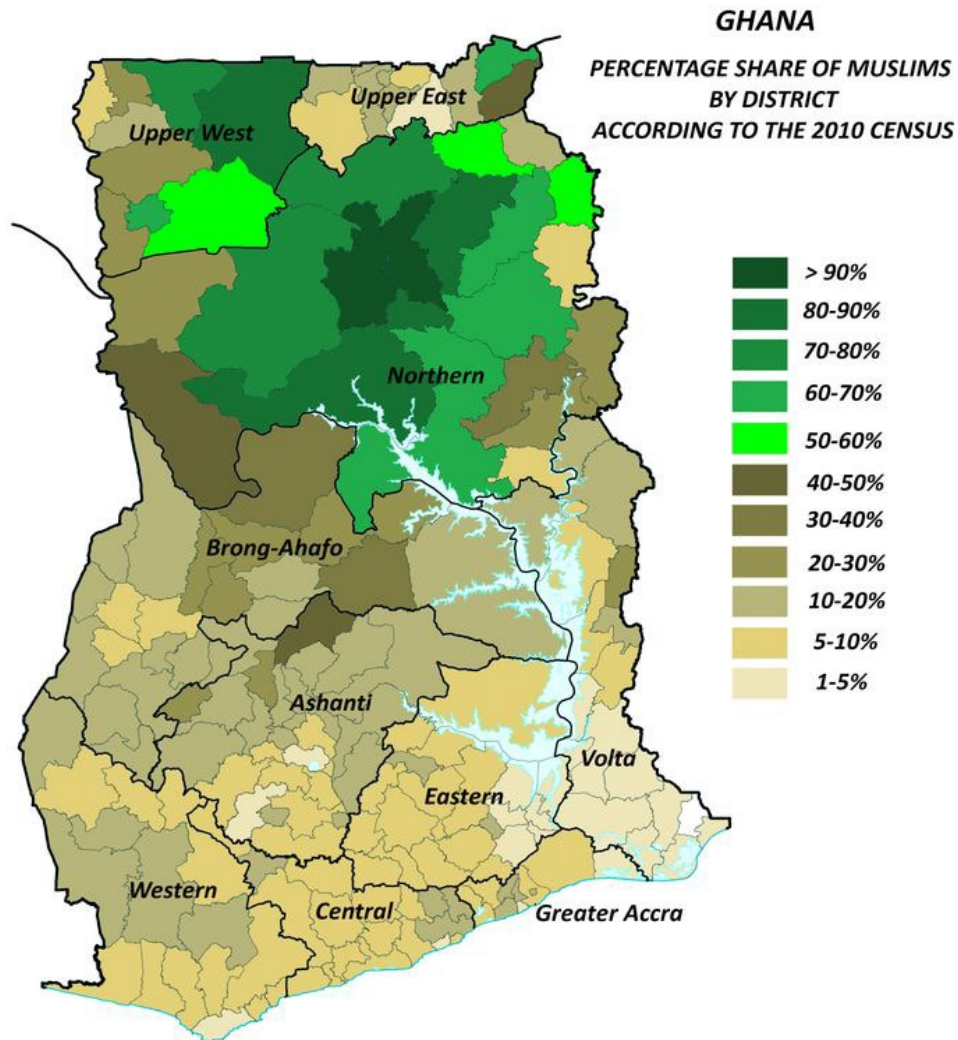 GHANA
PERCENTAGE SHARE OF MUSLIMS
BY DISTRICT
ACCORDING TO THE 2010 CENSUS
Upper East
Upper West
> 90%
80-90%
70-80%
Northern
60-70%
50-60%
40-50%
30-40%
Brong-Ahafo
20-30%
10-20%
5-10%
1-5%
Ashanti
Volta
Eastern
Western
Central
Greater Accra